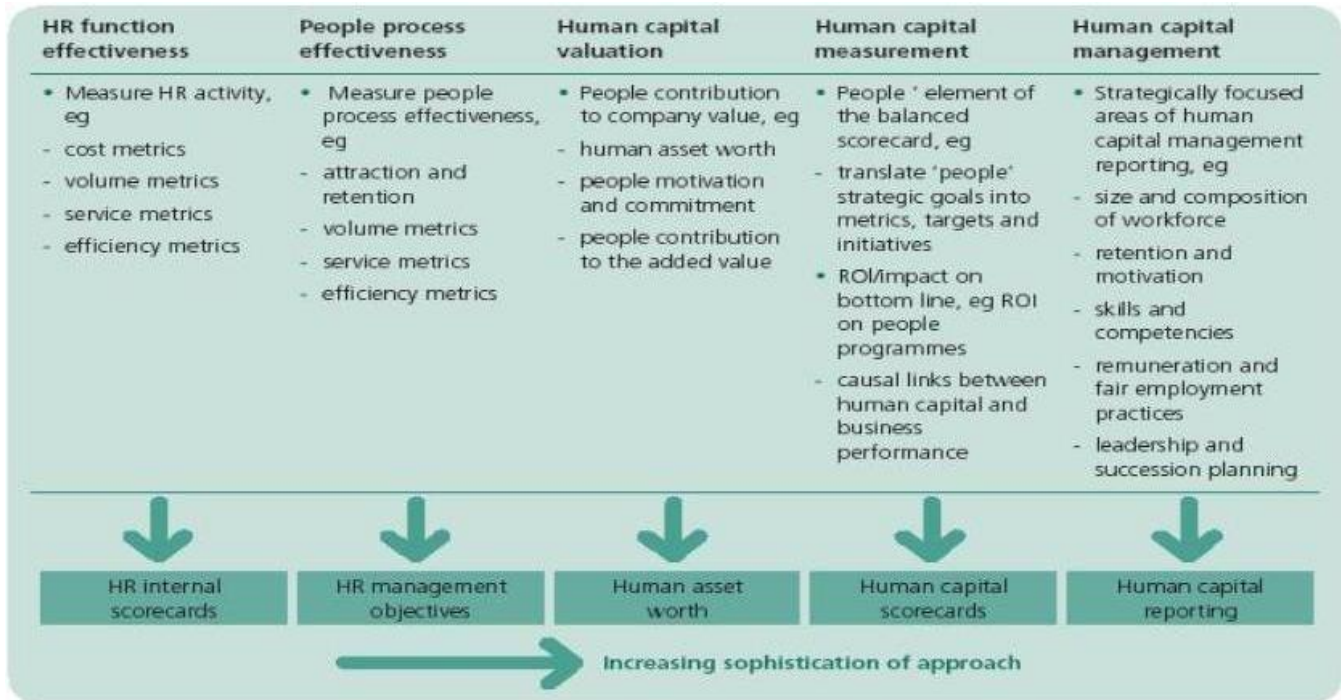 HR function
effectiveness
• Measure HR activity,
eg
- cost metrics
- volume metrics
- service metrics
- efficiency metrics
People process
effectiveness
• Measure people
process effectiveness,
eg
- attraction and
retention
- volume metrics
- service metrics
- efficiency metrics
Human capital
valuation
• People contribution
to company value, eg
- human asset worth
- people motivation
and commitment
- people contribution
to the added value
Human capital
measurement
• People ' element of
the balanced
scorecard, eg
- translate 'people'
strategic goals into
metrics, targets and
initiatives
• ROI/impact on
bottom line, eg ROI
on people
programmes
- causal links between
human capital and
business
performance
Human capital
management
• Strategically focused
areas of human
capital management
reporting, eg
- size and composition
of workforce
- retention and
motivation
- skills and
competencies
- remuneration and
fair employment
practices
- leadership and
succession planning
HR internal
scorecards
HR management
objectives
Human asset
worth
Human capital
scorecards
Human capital
reporting
Increasing sophistication of approach